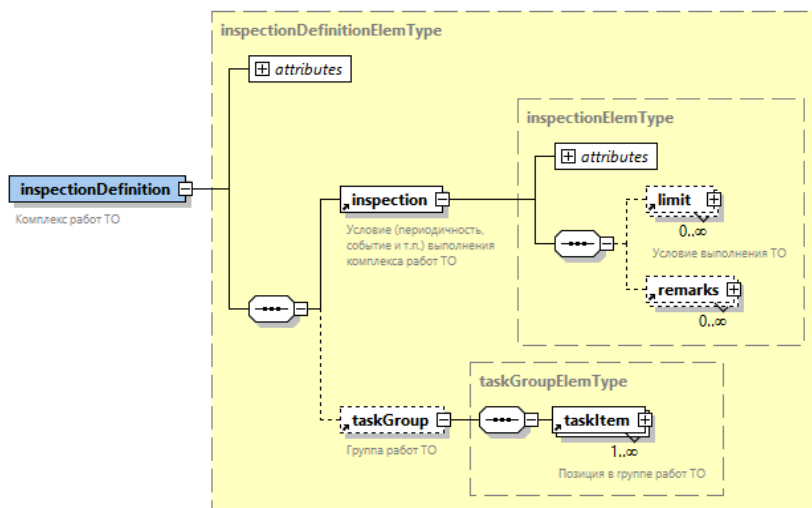 inspectionDefinitionElemType
attributes
inspectionElemType
attributes
inspectionDefinition
Комплекс работ ТО
inspection
Условие (периодичность,
событие и т.п.) выполнения
комплекса работ ТО
limit
0..∞
Условие выполнения ТО
remarks
0..∞
taskGroupElemType
taskGroup
Группа работ ТО
taskItem
1..∞
Позиция в группе работ ТО